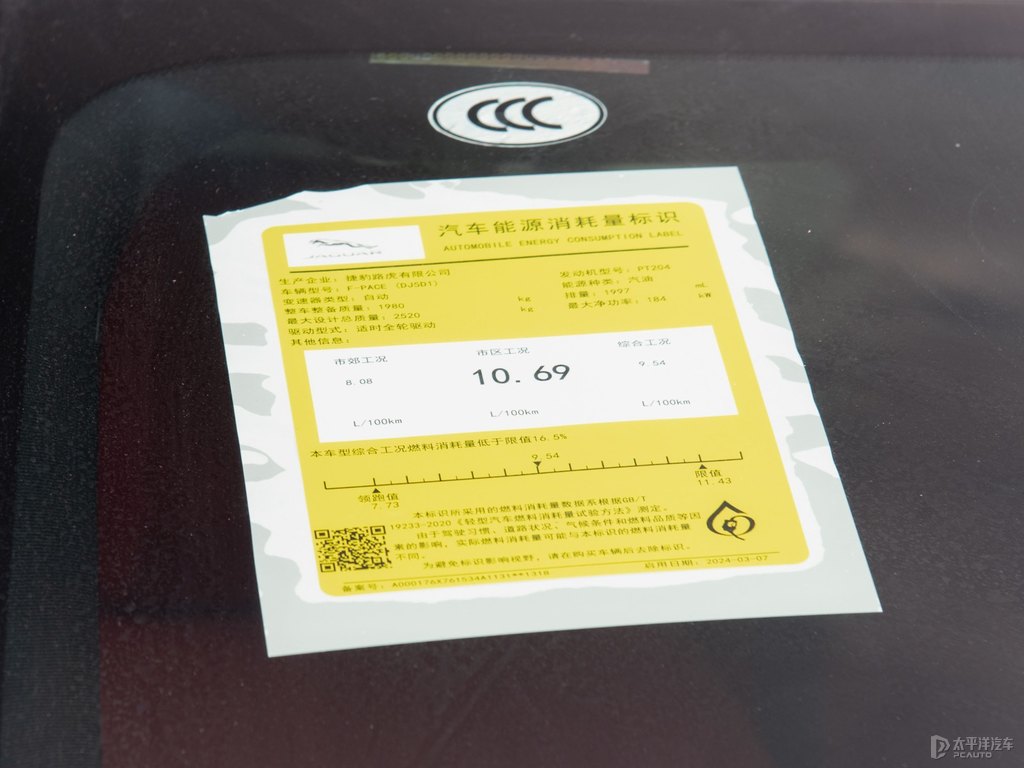 CCC
JAGUAR
汽车能源消耗量标识
AUTOMOBILE ENERGY CONSUMPTION LABEL
生产企业：捷豹路虎有限公司
车辆型号：F-PACE (DJ5D1)
变速器类型：自动
整车整备质量：1980 kg
最大设计总质量：2520 kg
驱动型式：适时全轮驱动
其他信息：
发动机型号：PT204
能源种类：汽油
排量：1997 mL
最大净功率：184 kW
市郊工况 市区工况 综合工况
8.08 10.69 9.54
L/100km L/100km L/100km
本车型综合工况燃料消耗量低于限值16.5%
9.54
领跑值 限值
7.73 11.43
本标识所采用的燃料消耗量数据系根据GB/T
19233-2020《轻型汽车燃料消耗量试验方法》测定。
由于驾驶习惯、道路状况、气候条件和燃料品质等因
素的影响，实际燃料消耗量可能与本标识的燃料消耗量
不同。
为避免标识影响视野，请在购买车辆后去除标识。
备案号：A000176X761534A1131**1318 启用日期：2024-03-07
太平洋汽车
PCAUTO